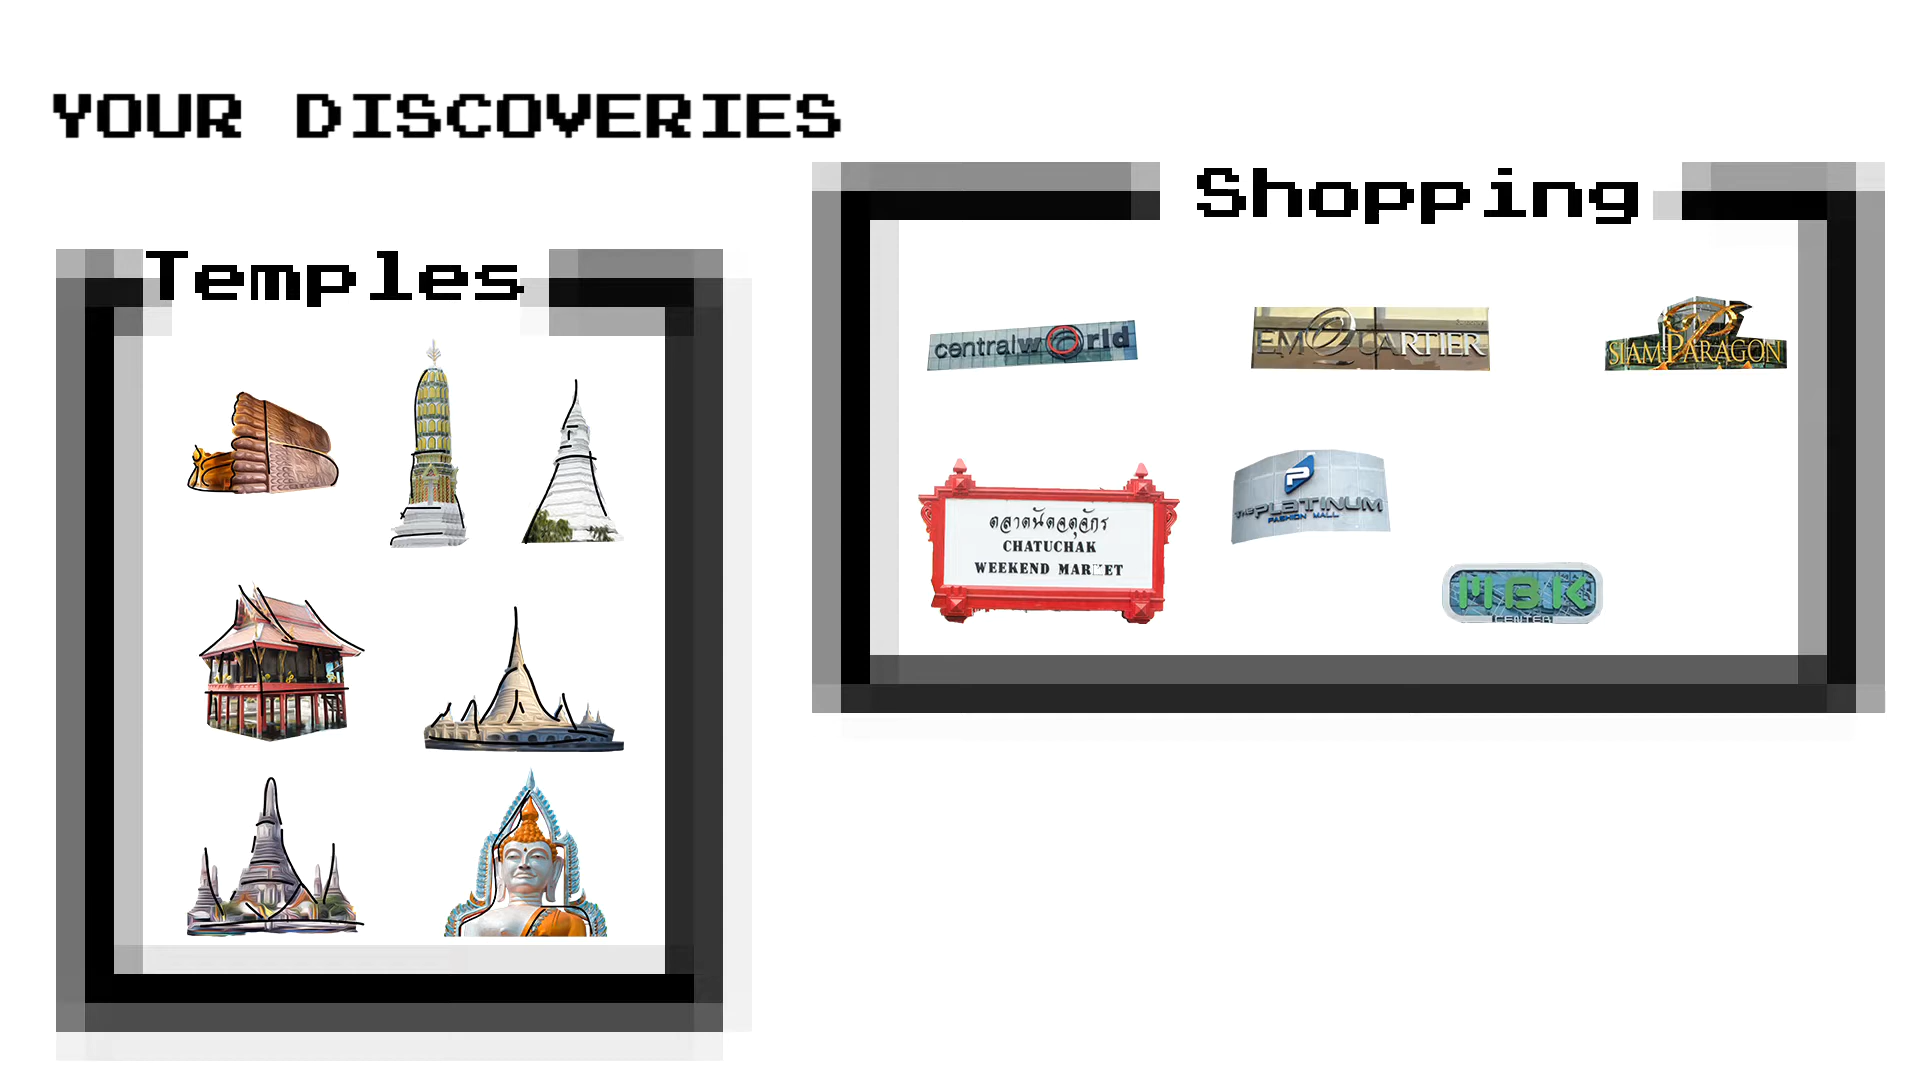 YOUR DISCOVERIES
Temples
Shopping
centralworld
EMQUARTIER
SIAM PARAGON
ตลาดนัดจตุจักร
CHATUCHAK
WEEKEND MARKET
THE PLATINUM
FASHION MALL
MBK
CENTER